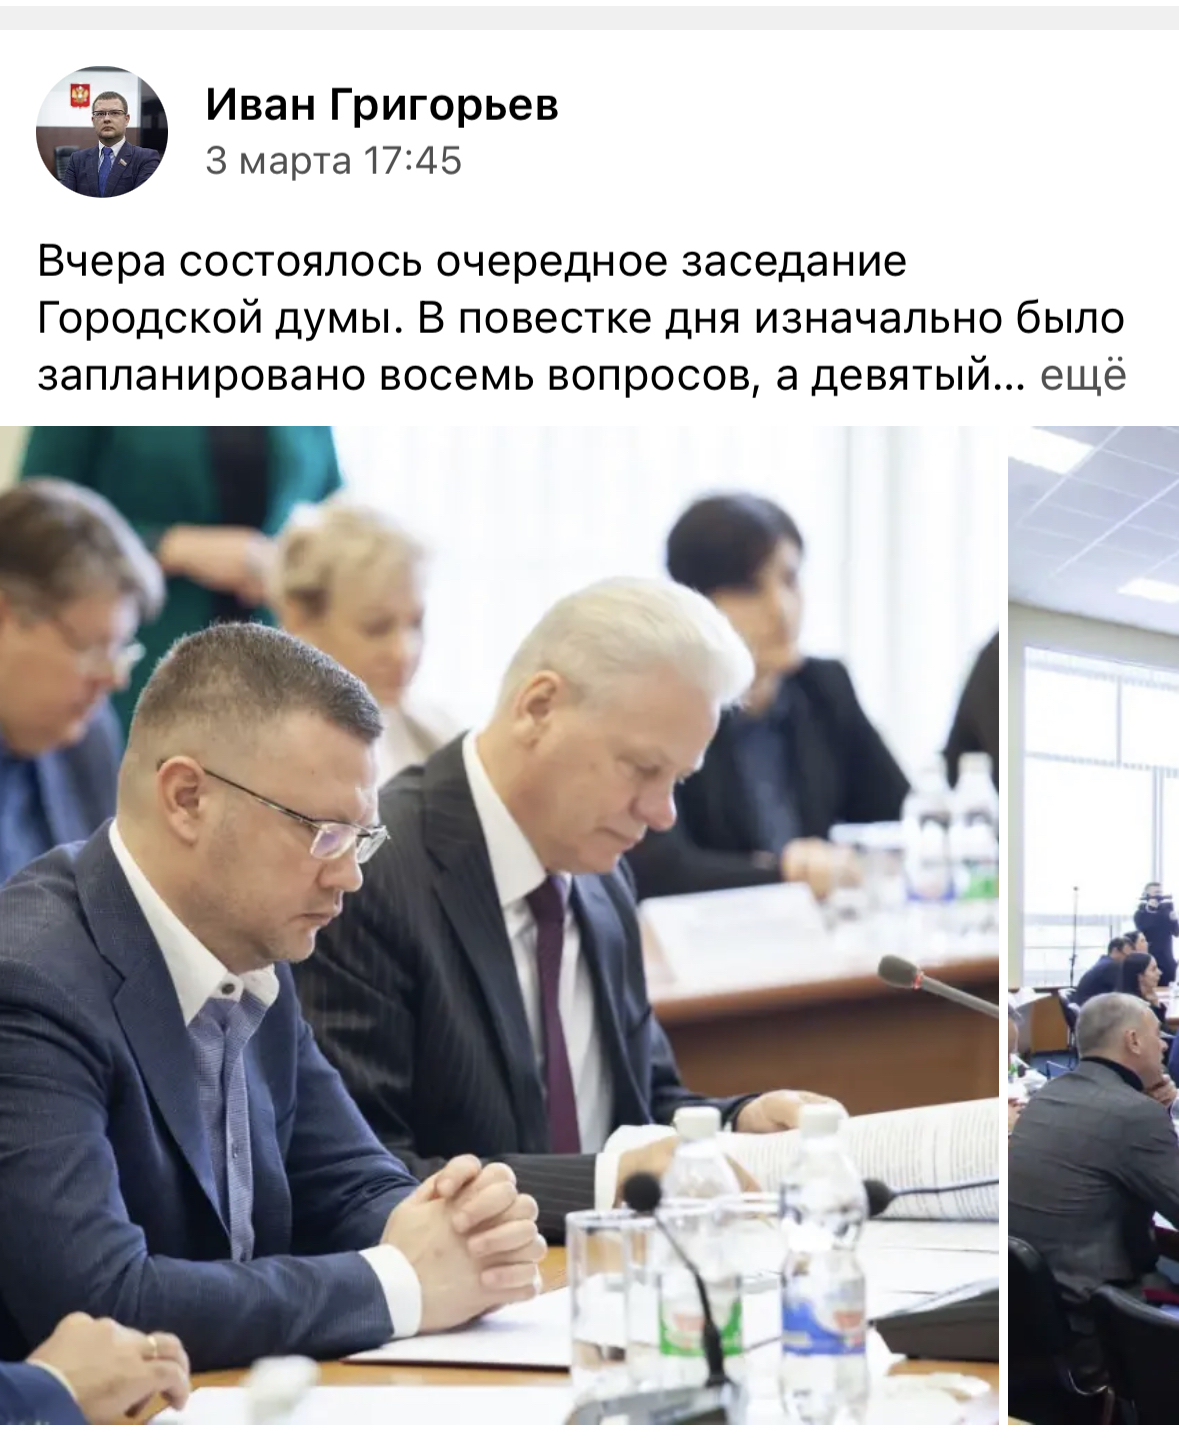 Иван Григорьев
3 марта 17:45
Вчера состоялось очередное заседание
Городской думы. В повестке дня изначально было
запланировано восемь вопросов, а девятый... ещё